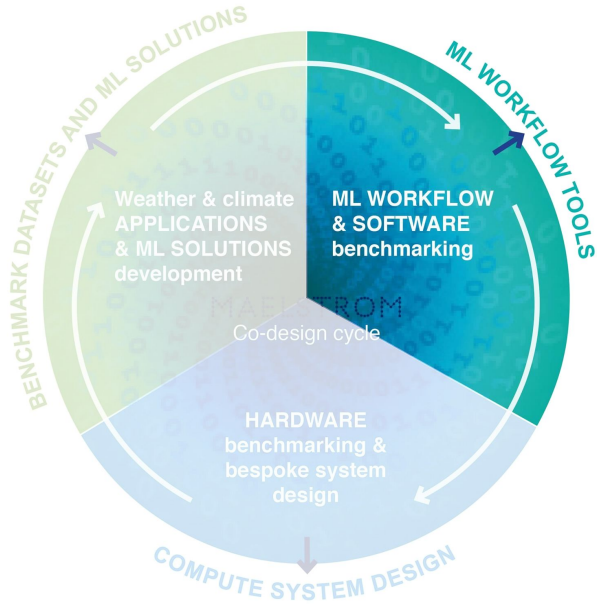 BENCHMARK DATASETS AND ML SOLUTIONS
ML WORKFLOW TOOLS
Weather & climate
APPLICATIONS
& ML SOLUTIONS
development
ML WORKFLOW
& SOFTWARE
benchmarking
MAELSTROM
Co-design cycle
HARDWARE
benchmarking &
bespoke system
design
COMPUTE SYSTEM DESIGN